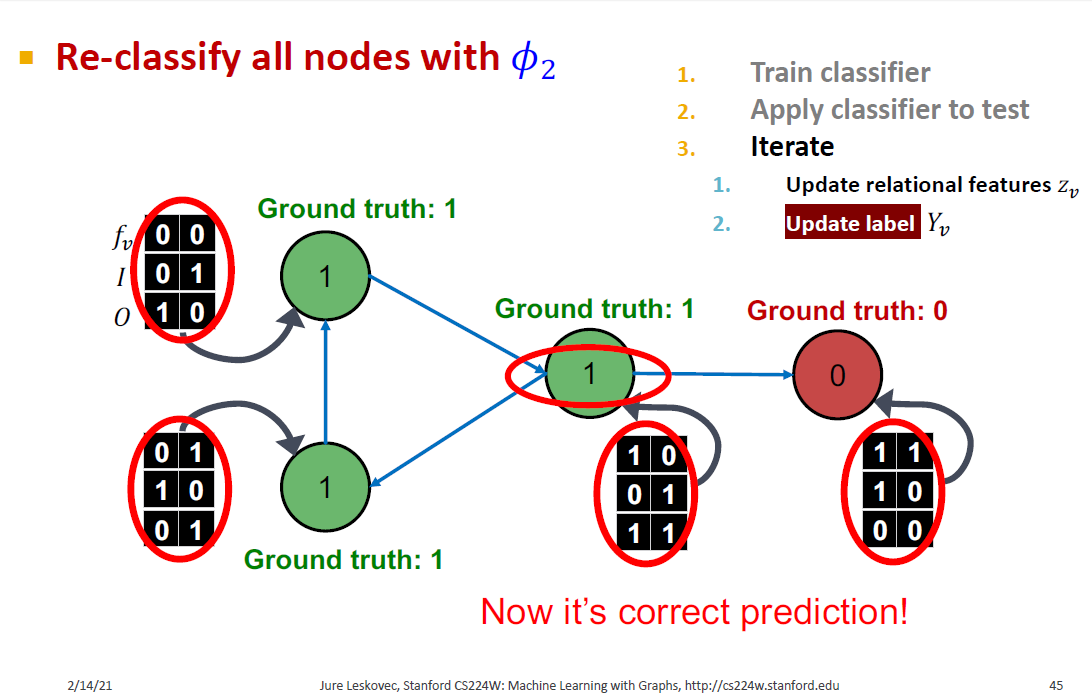 Re-classify all nodes with ϕ₂
1. Train classifier
2. Apply classifier to test
3. Iterate
1. Update relational features zᵥ
2. Update label Yᵥ
Ground truth: 1
fᵥ 0 0
I 0 1
O 1 0
1
Ground truth: 1
1
Ground truth: 0
0
0 1
1 0
0 1
1
Ground truth: 1
1 0
0 1
1 1
1 1
1 0
0 0
Now it's correct prediction!
2/14/21
Jure Leskovec, Stanford CS224W: Machine Learning with Graphs, http://cs224w.stanford.edu
45